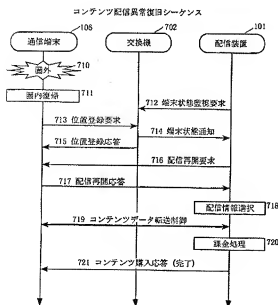 コンテンツ配信異常復旧シーケンス
106 702 101
通信端末 交換機 配信装置
圏外 710
圏内復帰 711
712 端末状態監視要求
713 位置登録要求
714 端末状態通知
715 位置登録応答
716 配信再開要求
717 配信再開応答
配信情報選択 718
719 コンテンツデータ転送制御
課金処理 720
721 コンテンツ購入応答（完了）